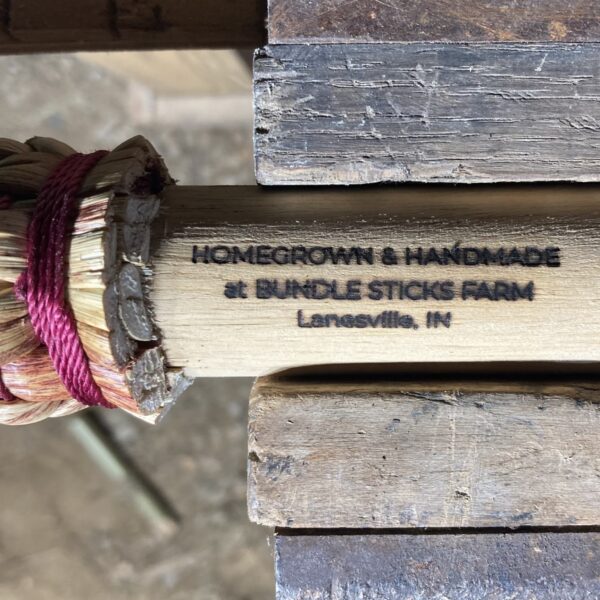 HOMEGROWN & HANDMADE
at BUNDLE STICKS FARM
Lanesville, IN